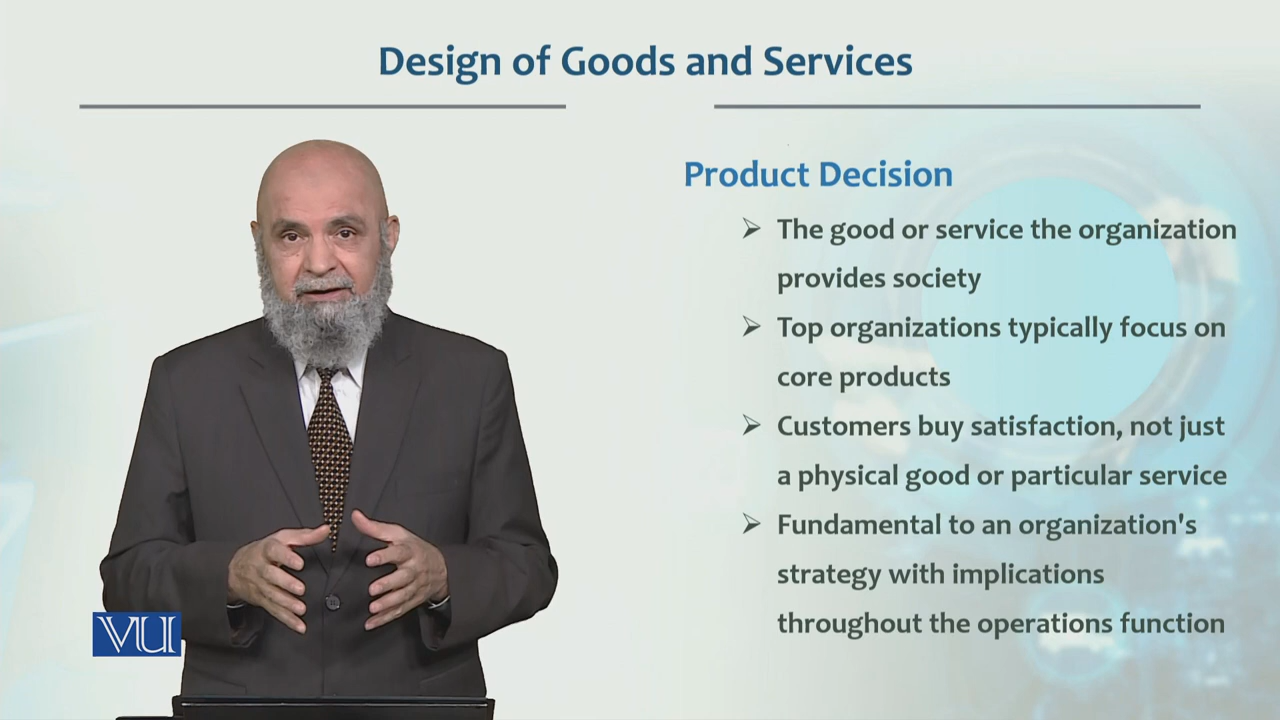 Design of Goods and Services
Product Decision
The good or service the organization
provides society
Top organizations typically focus on
core products
Customers buy satisfaction, not just
a physical good or particular service
Fundamental to an organization's
strategy with implications
throughout the operations function
VU